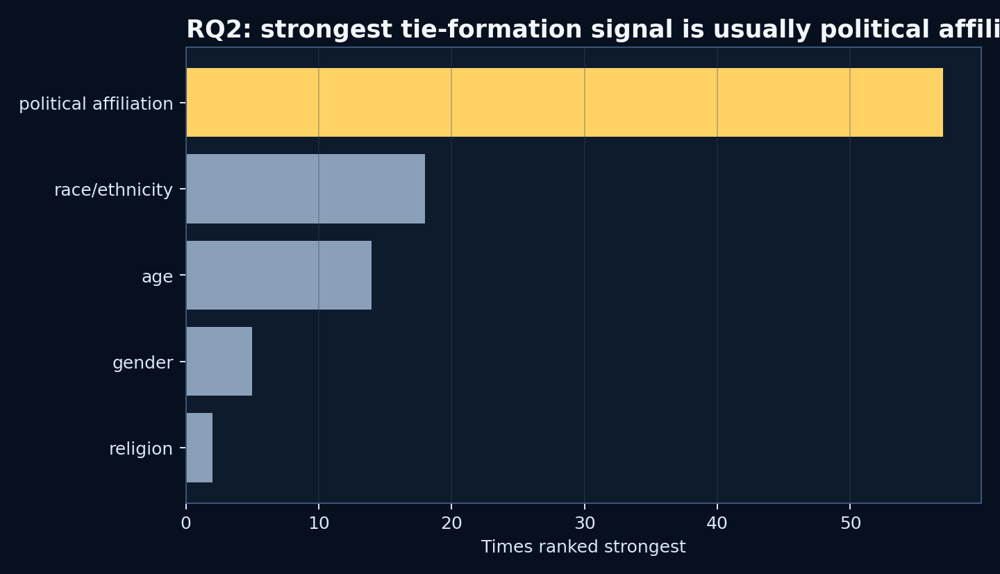 RQ2: strongest tie-formation signal is usually political affili
political affiliation
race/ethnicity
age
gender
religion
0 10 20 30 40 50
Times ranked strongest